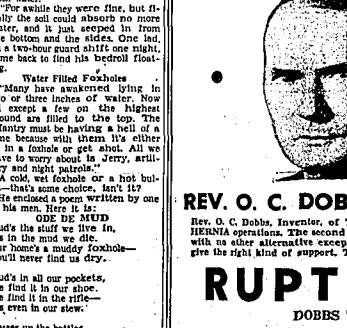 "For awhile they were fine, but fi-
ally the soil could absorb no more
ater, and it just seeped in from
e bottom and the sides. One lad,
a two-hour guard shift one night,
me back to find his bedroll float-
g.
Water Filled Foxholes
"Many have awakened lying in
o or three inches of water. Now
l except a few on the highest
ound are filled to the top. The
fantry must be having a hell of a
ne because with them it's either
in a foxhole or get shot. All we
ve to worry about is Jerry, artill-
ry and night patrols."
A cold, wet foxhole or a hot bul-
—that's some choice, isn't it?
He enclosed a poem written by one
his men. Here it is:
ODE DE MUD
ud's the stuff we live in,
s in the mud we die.
ur home's a muddy foxhole—
ou'll never find us dry.
ud's in all our pockets,
e find it in our shoe.
e find it in the rifle—
s even in our stew.
REV. O. C. DOB
Rev. O. C. Dobbs, Inventor, of
HERNIA operations. The second
with no other alternative excep
give the right kind of support. T
RUPT
DOBBS